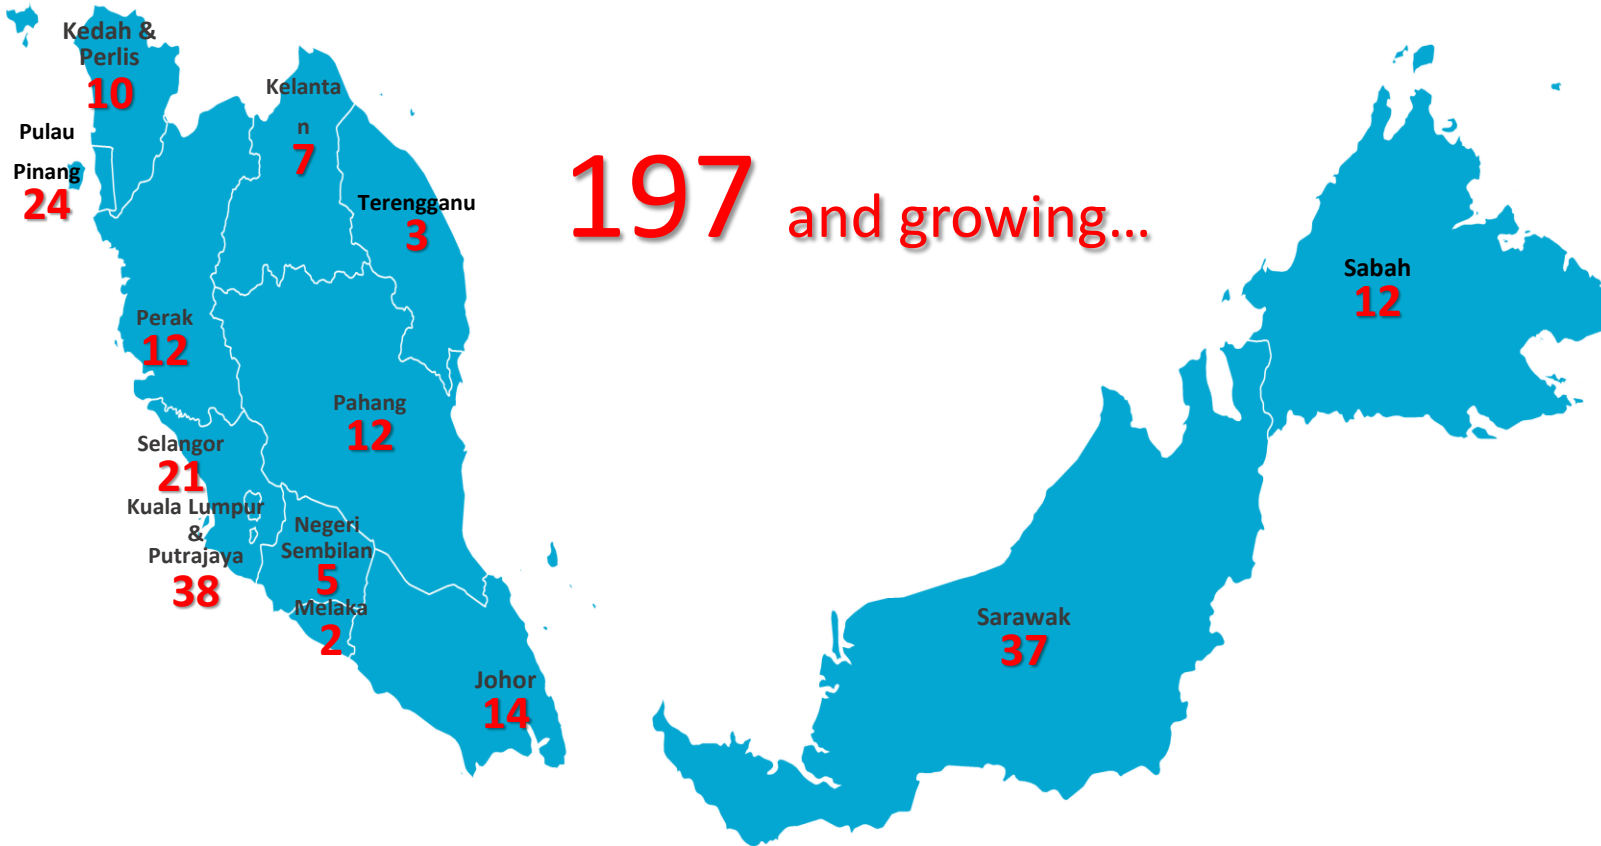 Kedah &
Perlis
10
Pulau
Pinang
24
Kelanta
n
7
Terengganu
3
197 and growing...
Perak
12
Pahang
12
Selangor
21
Kuala Lumpur
&
Putrajaya
38
Negeri
Sembilan
5
Melaka
2
Johor
14
Sabah
12
Sarawak
37